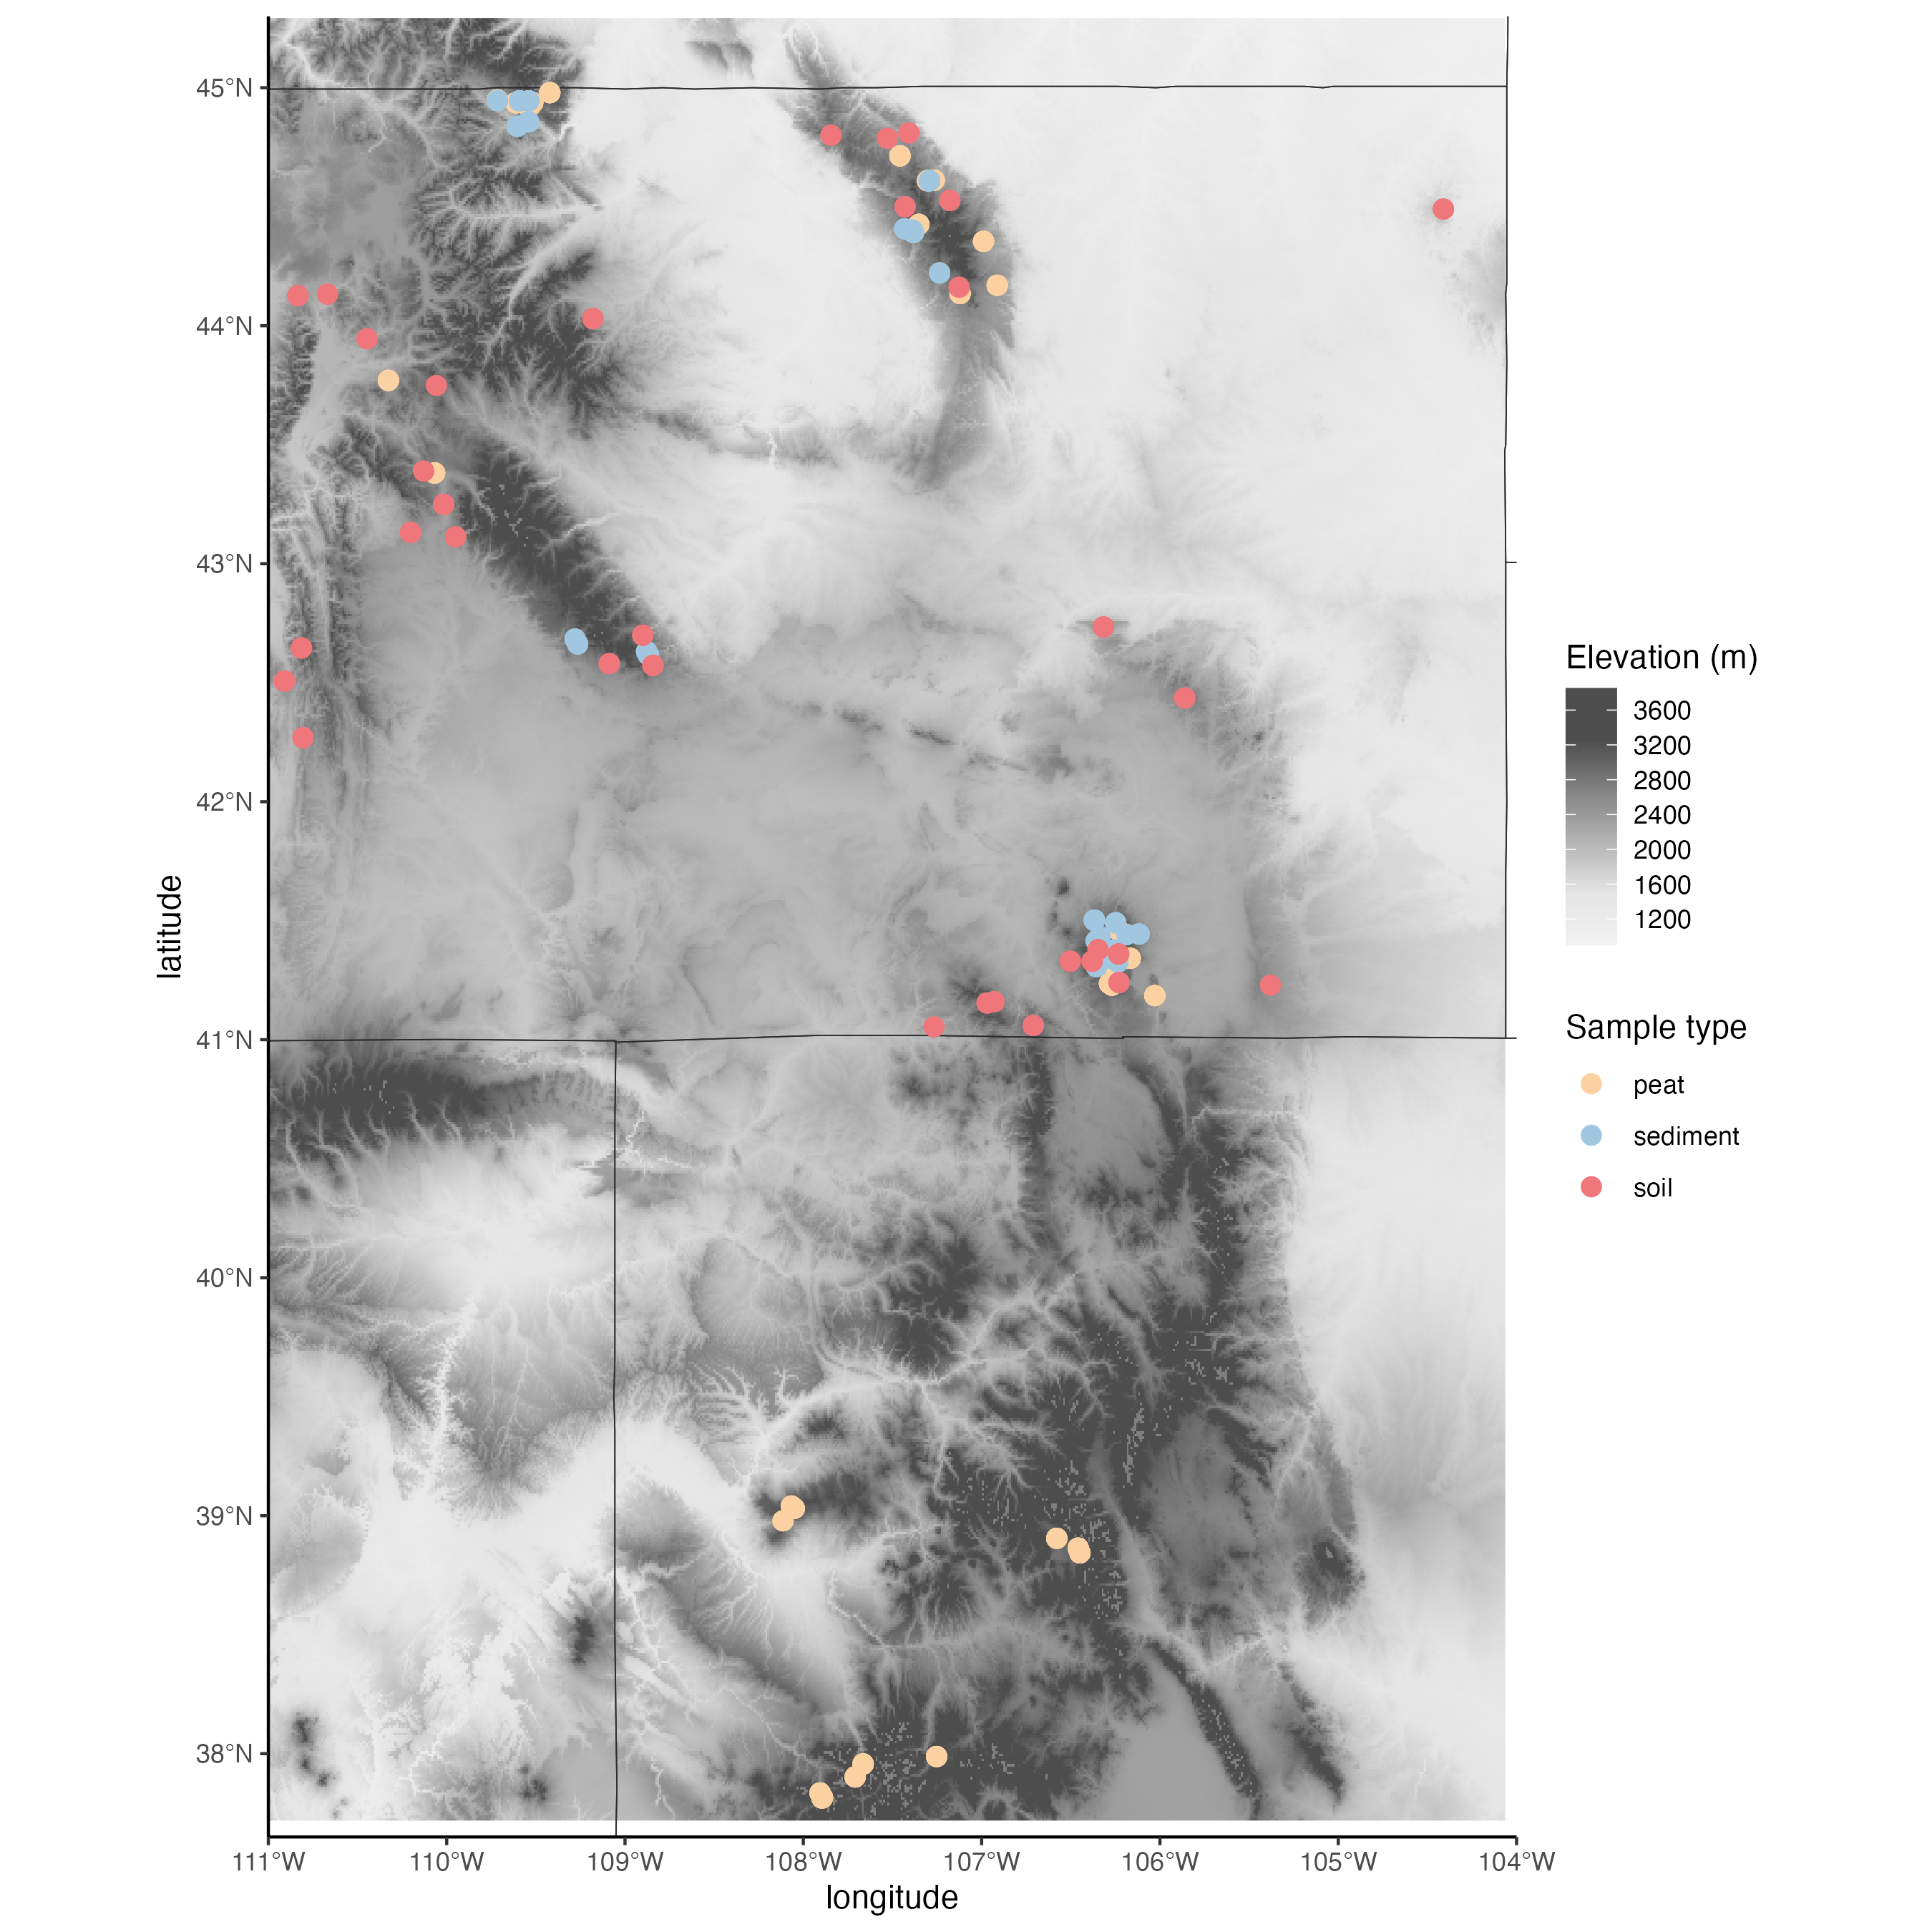 45°N
44°N
43°N
42°N
41°N
40°N
39°N
38°N
latitude
111°W 110°W 109°W 108°W 107°W 106°W 105°W 104°W
longitude
Elevation (m)
3600
3200
2800
2400
2000
1600
1200
Sample type
peat
sediment
soil